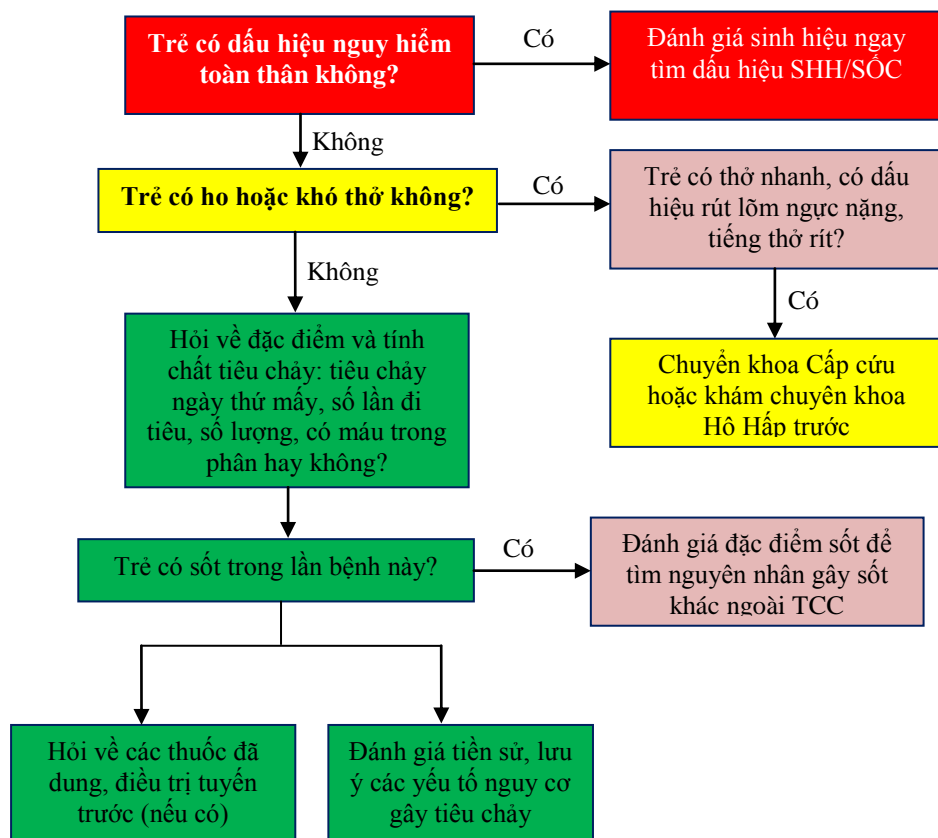 Trẻ có dấu hiệu nguy hiểm
toàn thân không?
Có
Đánh giá sinh hiệu ngay
tìm dấu hiệu SHH/SỐC
Không
Trẻ có ho hoặc khó thở không?
Có
Trẻ có thở nhanh, có dấu
hiệu rút lõm ngực nặng,
tiếng thở rít?
Không
Có
Hỏi về đặc điểm và tính
chất tiêu chảy: tiêu chảy
ngày thứ mấy, số lần đi
tiêu, số lượng, có máu trong
phân hay không?
Chuyển khoa Cấp cứu
hoặc khám chuyên khoa
Hô Hấp trước
Trẻ có sốt trong lần bệnh này?
Có
Đánh giá đặc điểm sốt để
tìm nguyên nhân gây sốt
khác ngoài TCC
Hỏi về các thuốc đã
dung, điều trị tuyến
trước (nếu có)
Đánh giá tiền sử, lưu
ý các yếu tố nguy cơ
gây tiêu chảy